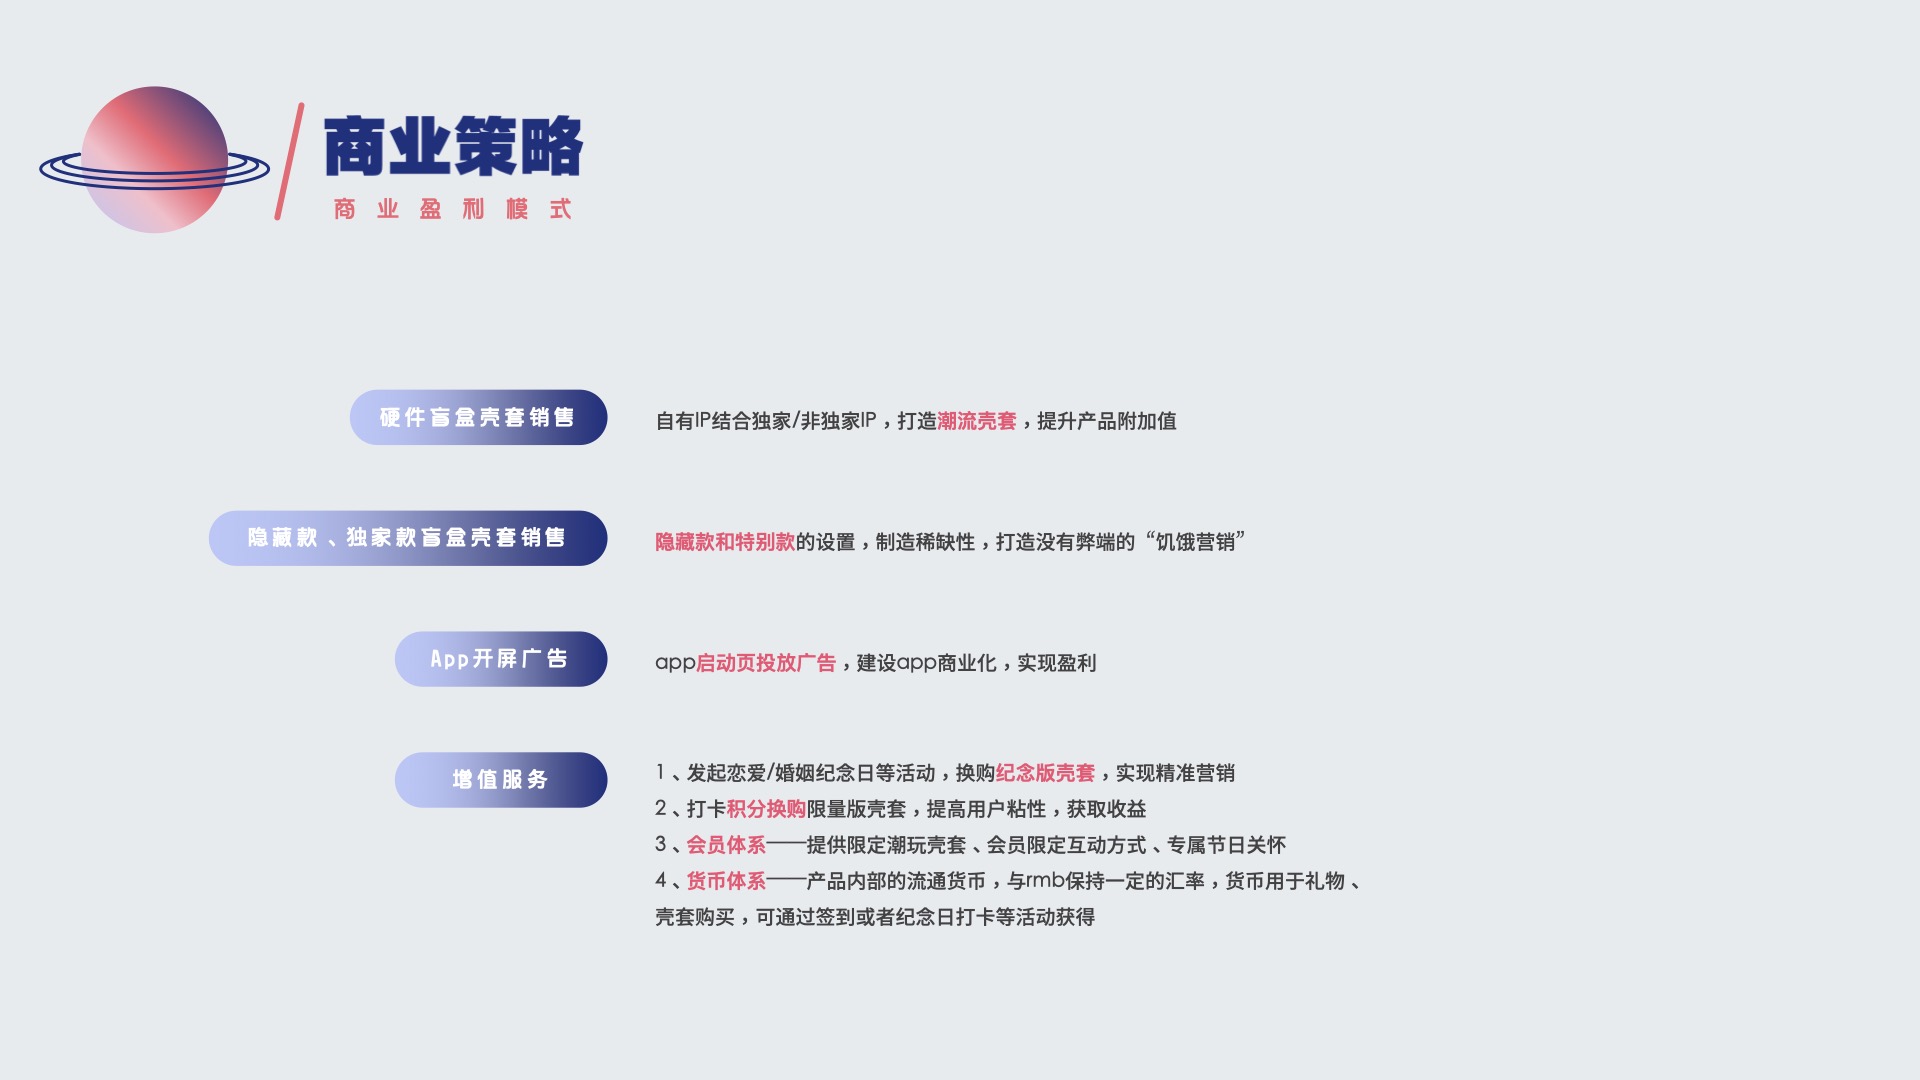 商业策略
商业盈利模式
硬件盲盒壳套销售
自有IP结合独家/非独家IP，打造潮流壳套，提升产品附加值
隐藏款、独家款盲盒壳套销售
隐藏款和特别款的设置，制造稀缺性，打造没有弊端的“饥饿营销”
App开屏广告
app启动页投放广告，建设app商业化，实现盈利
增值服务
1、发起恋爱/婚姻纪念日等活动，换购纪念版壳套，实现精准营销
2、打卡积分换购限量版壳套，提高用户粘性，获取收益
3、会员体系——提供限定潮玩壳套、会员限定互动方式、专属节日关怀
4、货币体系——产品内部的流通货币，与rmb保持一定的汇率，货币用于礼物、
壳套购买，可通过签到或者纪念日打卡等活动获得